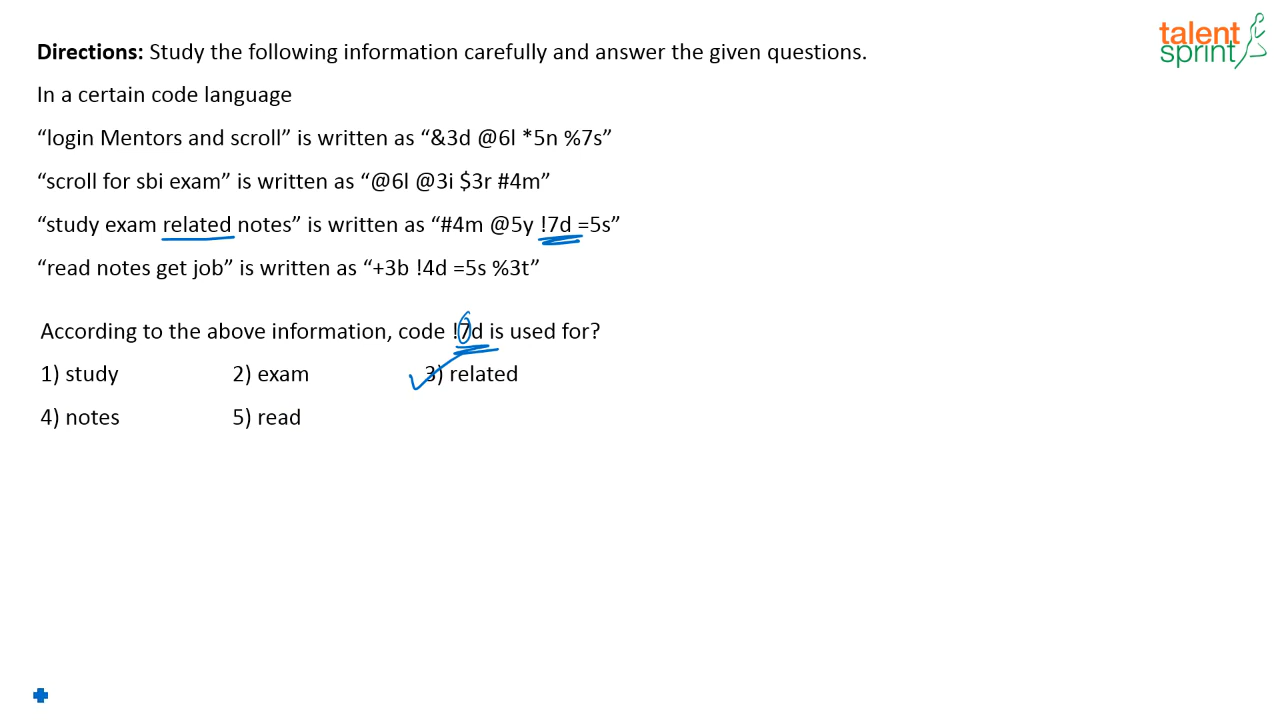 talent
sprint
Directions: Study the following information carefully and answer the given questions.
In a certain code language
“login Mentors and scroll” is written as “&3d @6l *5n %7s”
“scroll for sbi exam” is written as “@6l @3i $3r #4m”
“study exam related notes” is written as “#4m @5y !7d =5s”
“read notes get job” is written as “+3b !4d =5s %3t”
According to the above information, code !7d is used for?
1) study 2) exam 3) related
4) notes 5) read